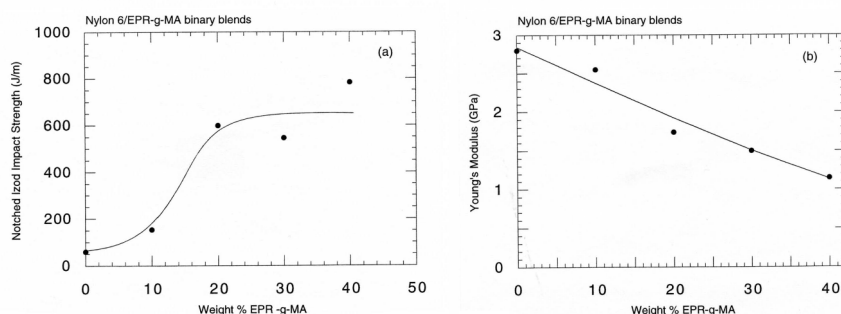 Nylon 6/EPR-g-MA binary blends
1000
(a)
800
600
400
200
0
0 10 20 30 40 50
Notched Izod Impact Strength (J/m)
Weight % EPR -g-MA
Nylon 6/EPR-g-MA binary blends
3
(b)
2
1
0
0 10 20 30 40
Young's Modulus (GPa)
Weight % EPR-g-MA